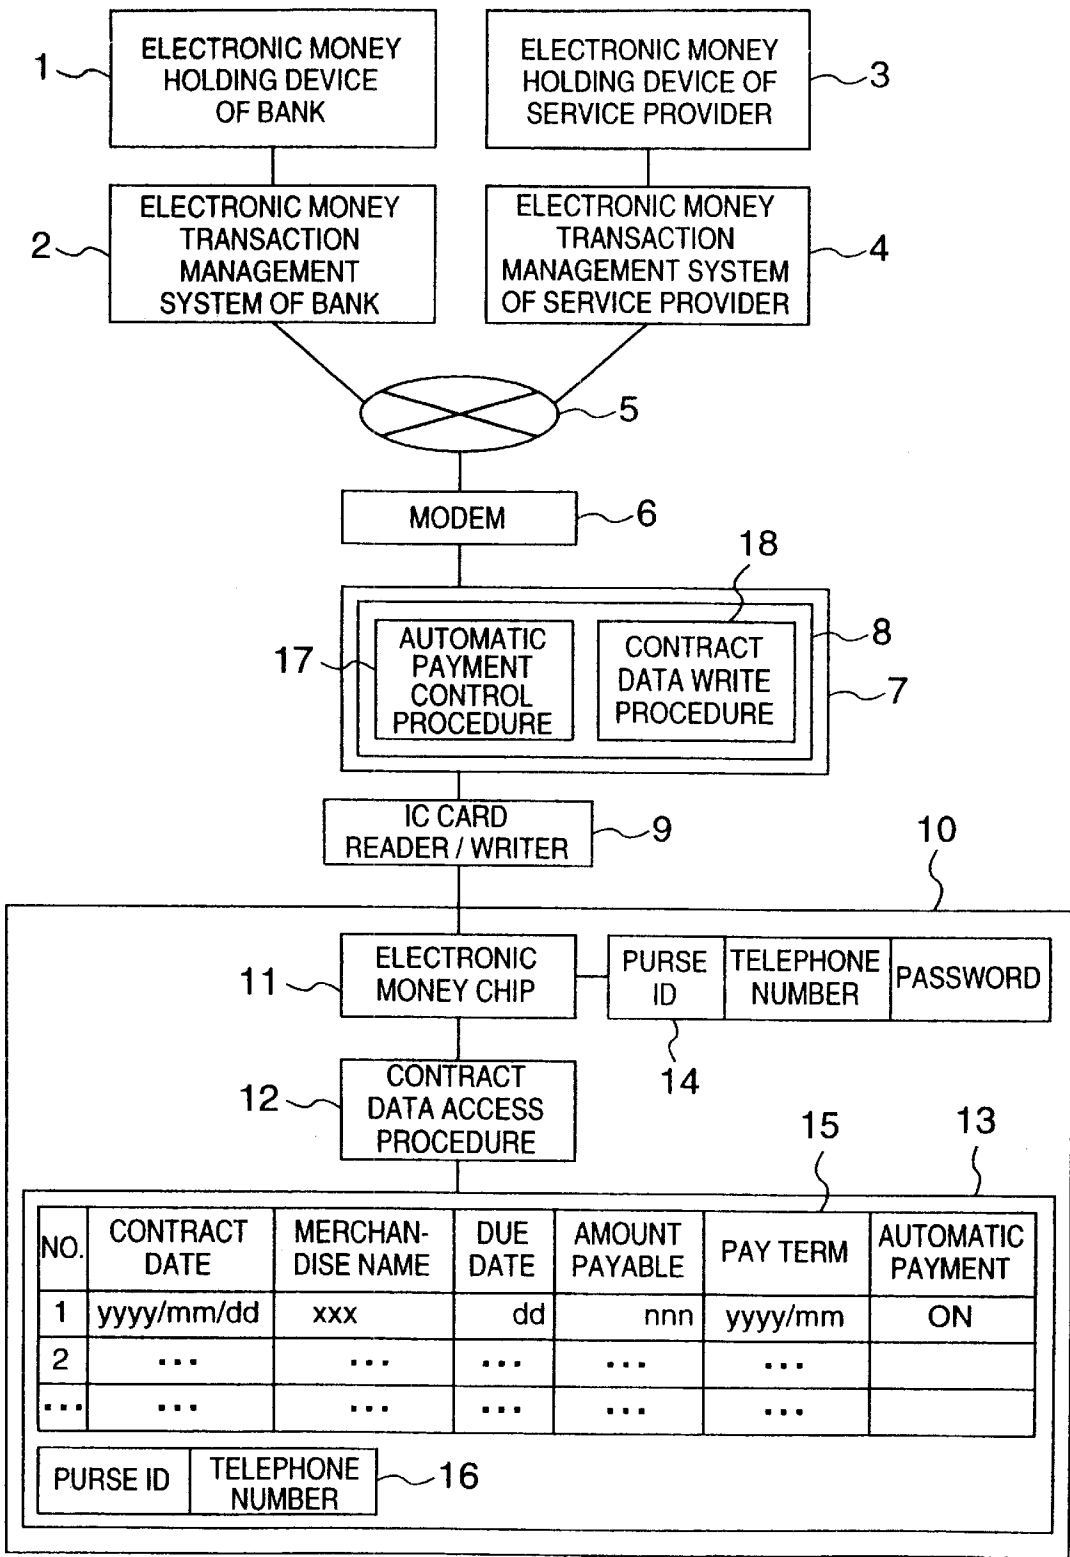 1
ELECTRONIC MONEY
HOLDING DEVICE
OF BANK
ELECTRONIC MONEY
HOLDING DEVICE OF
SERVICE PROVIDER
3
2
ELECTRONIC MONEY
TRANSACTION
MANAGEMENT
SYSTEM OF BANK
ELECTRONIC MONEY
TRANSACTION
MANAGEMENT SYSTEM
OF SERVICE PROVIDER
4
5
MODEM
6
18
17
AUTOMATIC
PAYMENT
CONTROL
PROCEDURE
CONTRACT
DATA WRITE
PROCEDURE
8
7
IC CARD
READER / WRITER
9
10
11
ELECTRONIC
MONEY CHIP
PURSE
ID
TELEPHONE
NUMBER
PASSWORD
14
12
CONTRACT
DATA ACCESS
PROCEDURE
15
13
NO.
CONTRACT
DATE
MERCHAN-
DISE NAME
DUE
DATE
AMOUNT
PAYABLE
PAY TERM
AUTOMATIC
PAYMENT
1 yyyy/mm/dd xxx dd nnn yyyy/mm ON
2 ... ... ... ... ...
... ... ... ... ... ...
PURSE ID
TELEPHONE
NUMBER
16